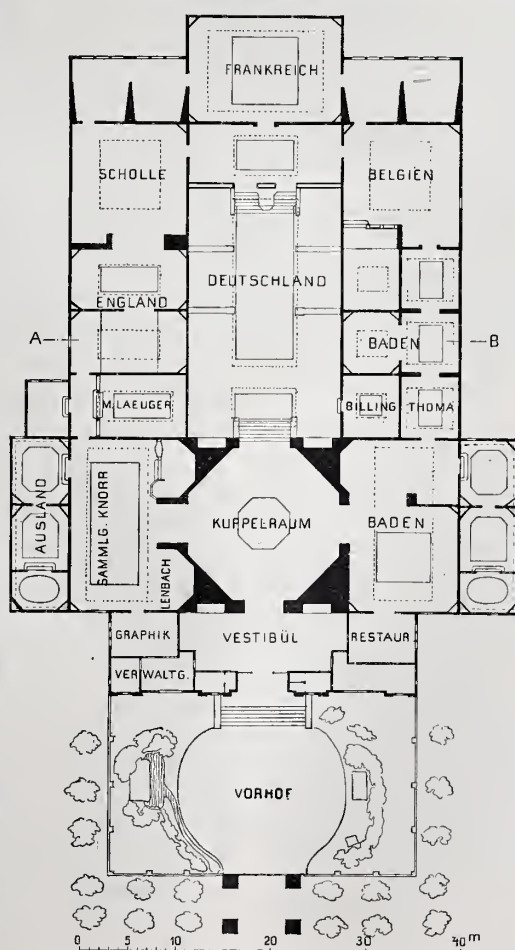 FRANKREICH
SCHOLLE
BELGIEN
DEUTSCHLAND
ENGLAND
A
BADEN
B
M. LAEUGER
BILLING
THOMA
AUSLAND
SAMMLG. KNORR
KUPPELRAUM
BADEN
LENBACH
GRAPHIK
VESTIBÜL
RESTAUR
VERWALTG.
VORHOF
0 5 10 20 30 40 m